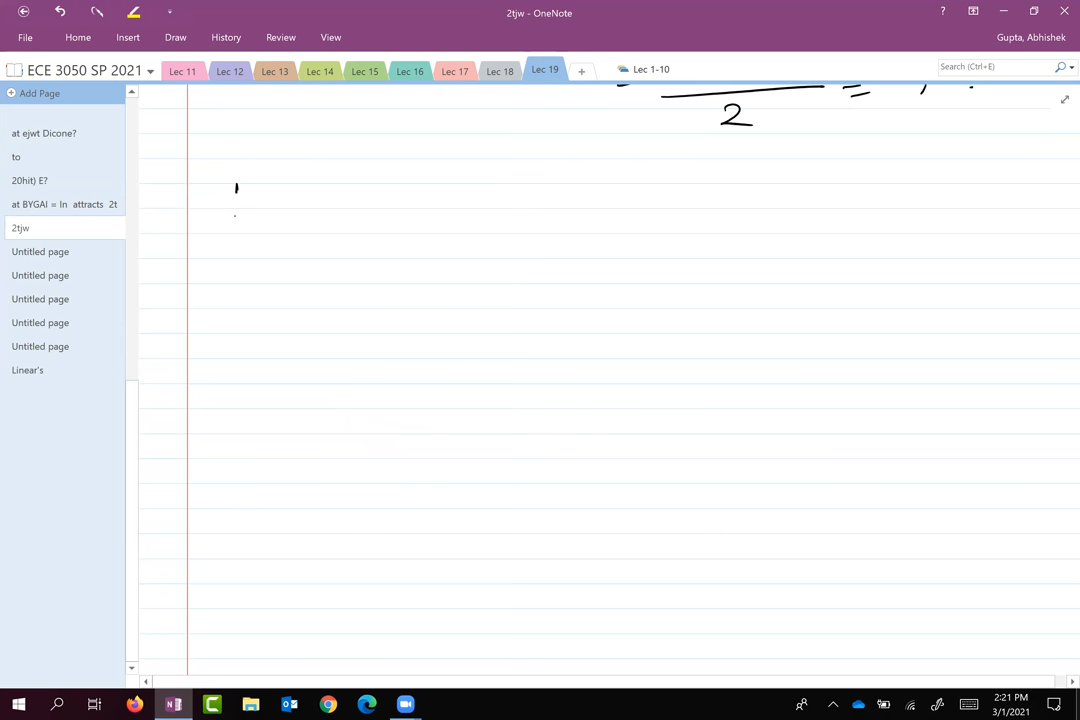 2tjw - OneNote
?
File Home Insert Draw History Review View
Gupta, Abhishek
ECE 3050 SP 2021
Lec 11 Lec 12 Lec 13 Lec 14 Lec 15 Lec 16 Lec 17 Lec 18 Lec 19 + Lec 1-10
Search (Ctrl+E)
Add Page
at ejwt Dicone?
to
20hit) E?
at BYGAI = In attracts 2t
2tjw
Untitled page
Untitled page
Untitled page
Untitled page
Untitled page
Linear's
2
2:21 PM
3/1/2021